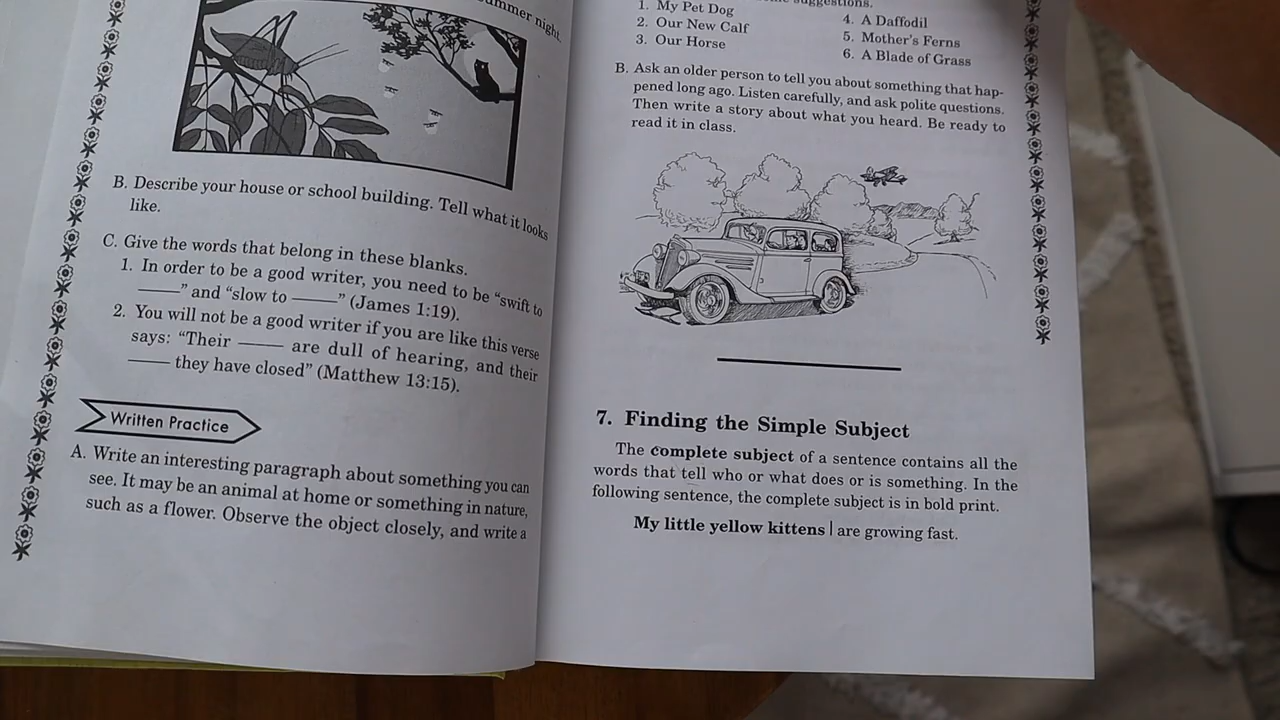 summer night.
B. Describe your house or school building. Tell what it looks
like.
C. Give the words that belong in these blanks.
1. In order to be a good writer, you need to be “swift to
———” and “slow to ———” (James 1:19).
2. You will not be a good writer if you are like this verse
says: “Their ——— are dull of hearing, and their
——— they have closed” (Matthew 13:15).
Written Practice
A. Write an interesting paragraph about something you can
see. It may be an animal at home or something in nature,
such as a flower. Observe the object closely, and write a
suggestions.
1. My Pet Dog
2. Our New Calf
3. Our Horse
4. A Daffodil
5. Mother’s Ferns
6. A Blade of Grass
B. Ask an older person to tell you about something that hap-
pened long ago. Listen carefully, and ask polite questions.
Then write a story about what you heard. Be ready to
read it in class.
7. Finding the Simple Subject
The complete subject of a sentence contains all the
words that tell who or what does or is something. In the
following sentence, the complete subject is in bold print.
My little yellow kittens | are growing fast.